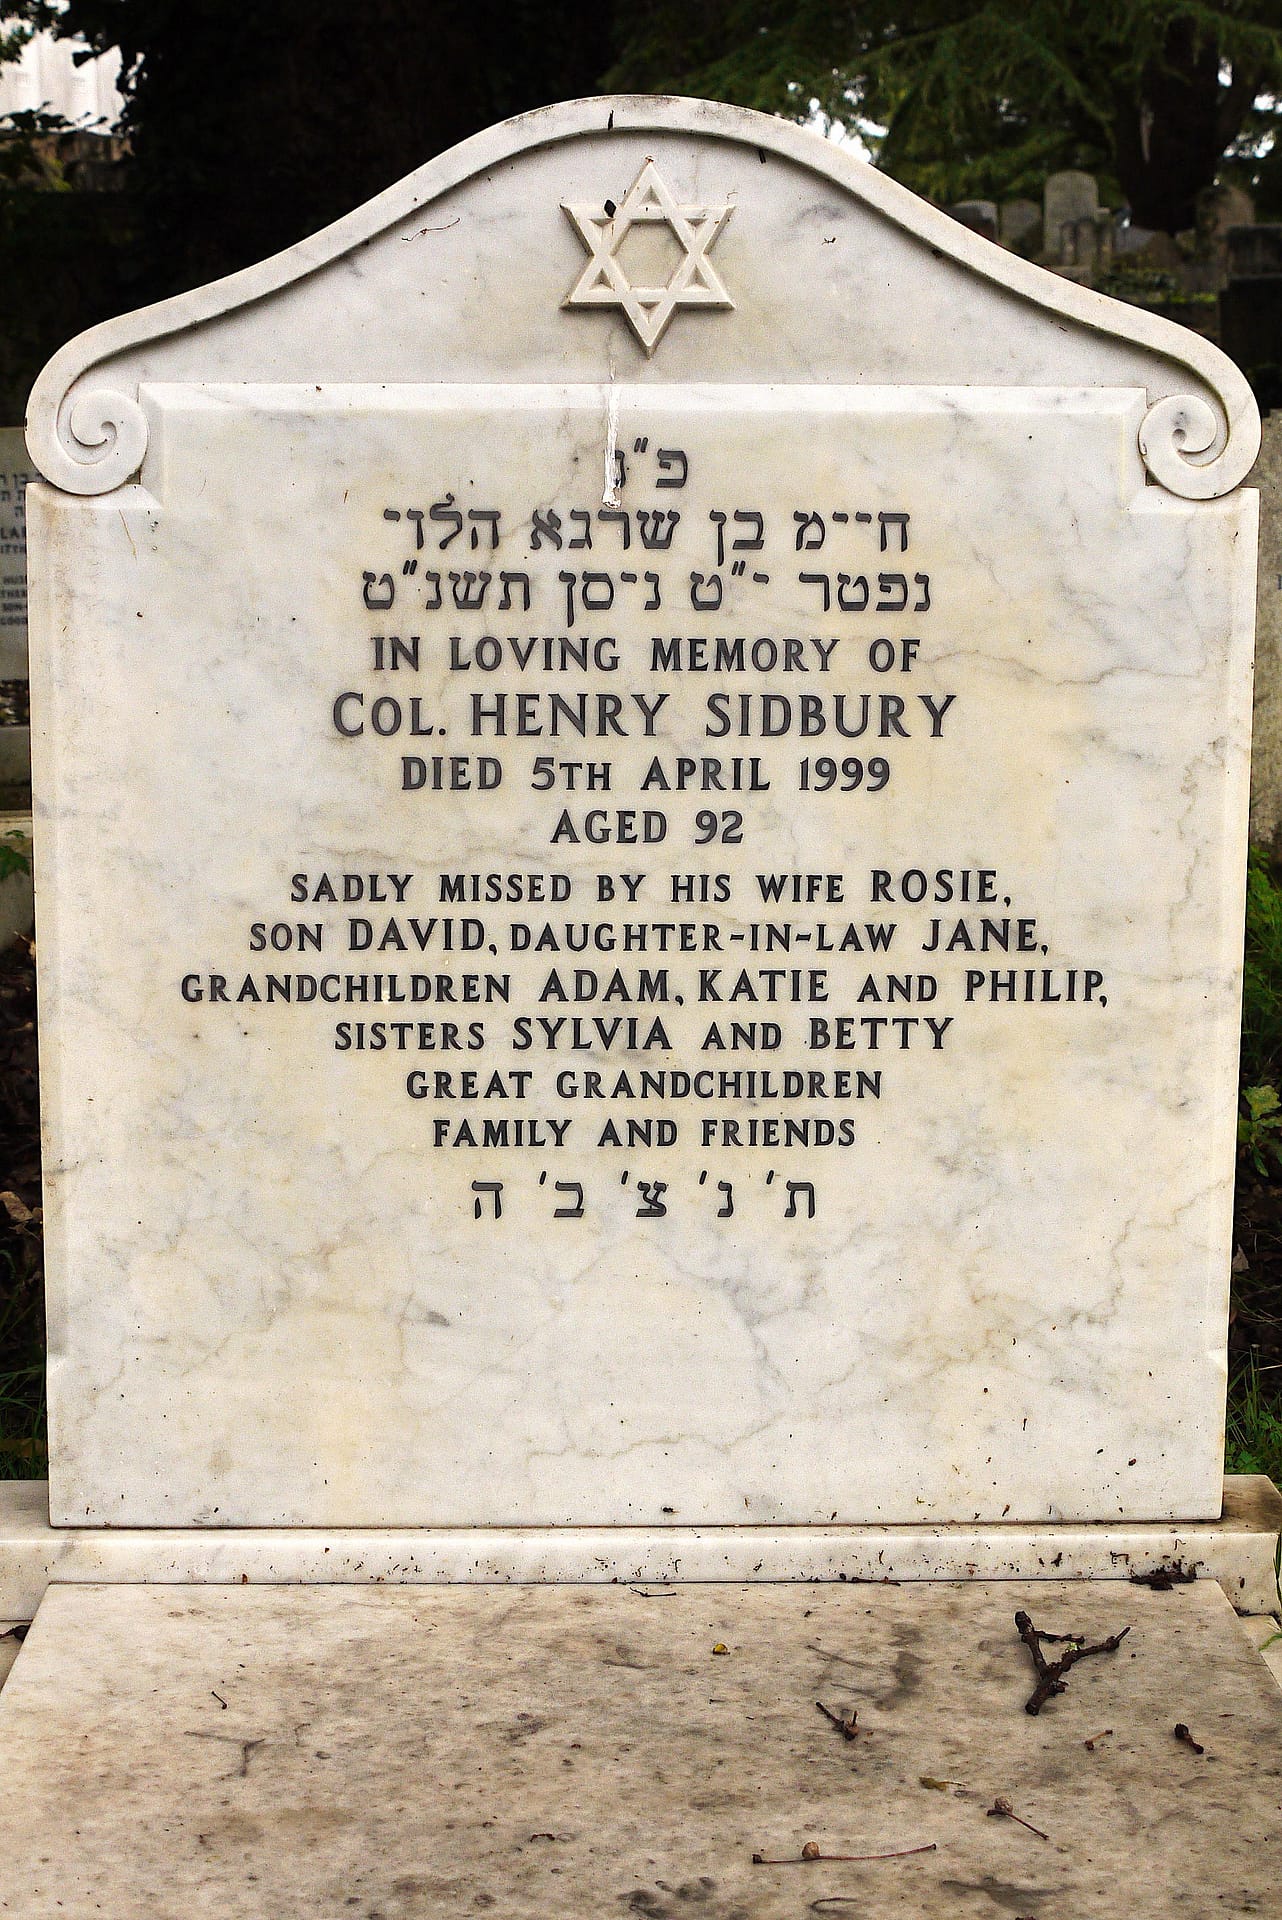 פ"נ
חיימ בן שרגא הלוי
נפטר י"ט ניסן תשנ"ט
IN LOVING MEMORY OF
COL. HENRY SIDBURY
DIED 5TH APRIL 1999
AGED 92
SADLY MISSED BY HIS WIFE ROSIE,
SON DAVID, DAUGHTER-IN-LAW JANE,
GRANDCHILDREN ADAM, KATIE AND PHILIP,
SISTERS SYLVIA AND BETTY
GREAT GRANDCHILDREN
FAMILY AND FRIENDS
ת' נ' צ' ב' ה